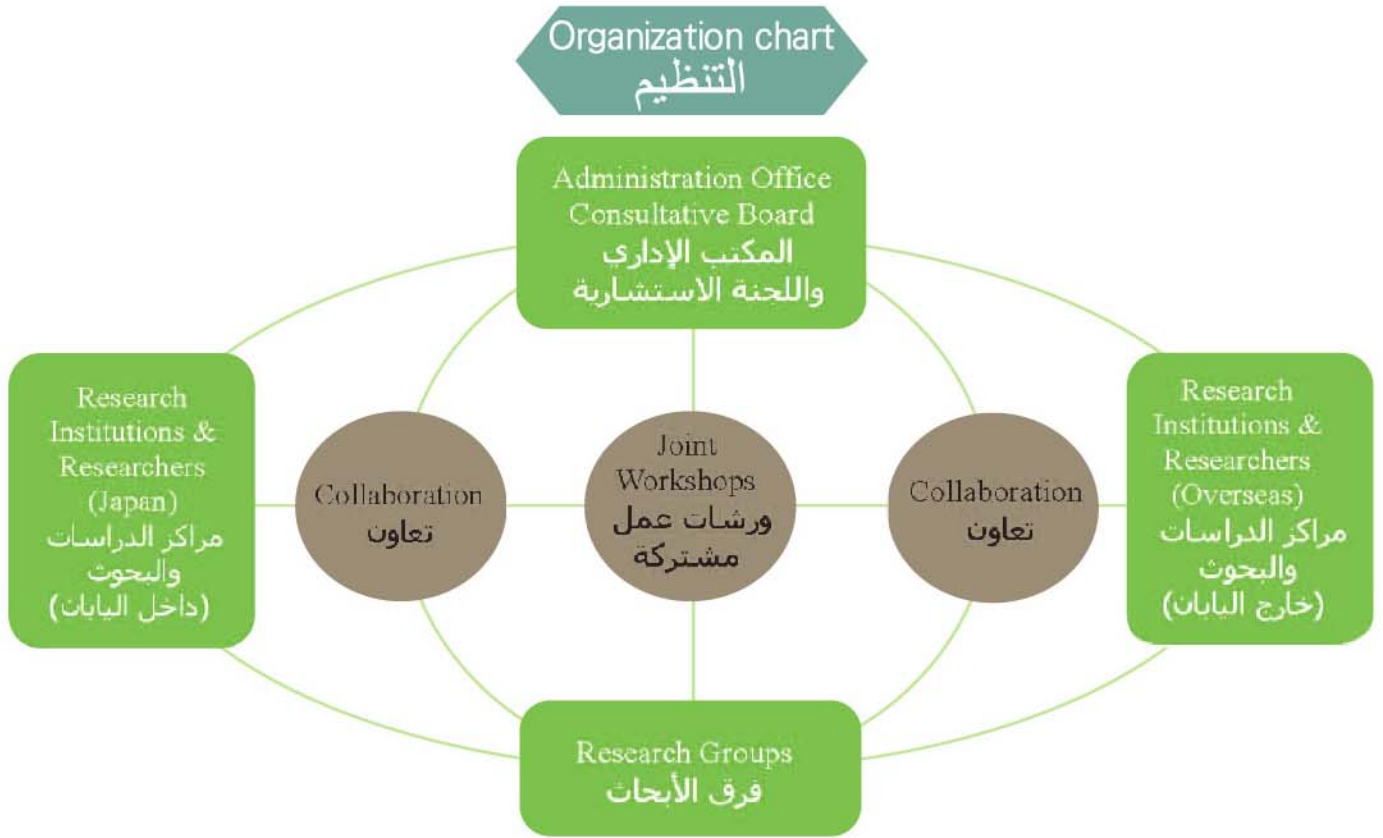 Organization chart
التنظيم
Administration Office
Consultative Board
المكتب الإداري
واللجنة الاستشارية
Research
Institutions &
Researchers
(Japan)
مراكز الدراسات
والبحوث
(داخل اليابان)
Collaboration
تعاون
Joint
Workshops
ورشات عمل
مشتركة
Collaboration
تعاون
Research
Institutions &
Researchers
(Overseas)
مراكز الدراسات
والبحوث
(خارج اليابان)
Research Groups
فرق الأبحاث